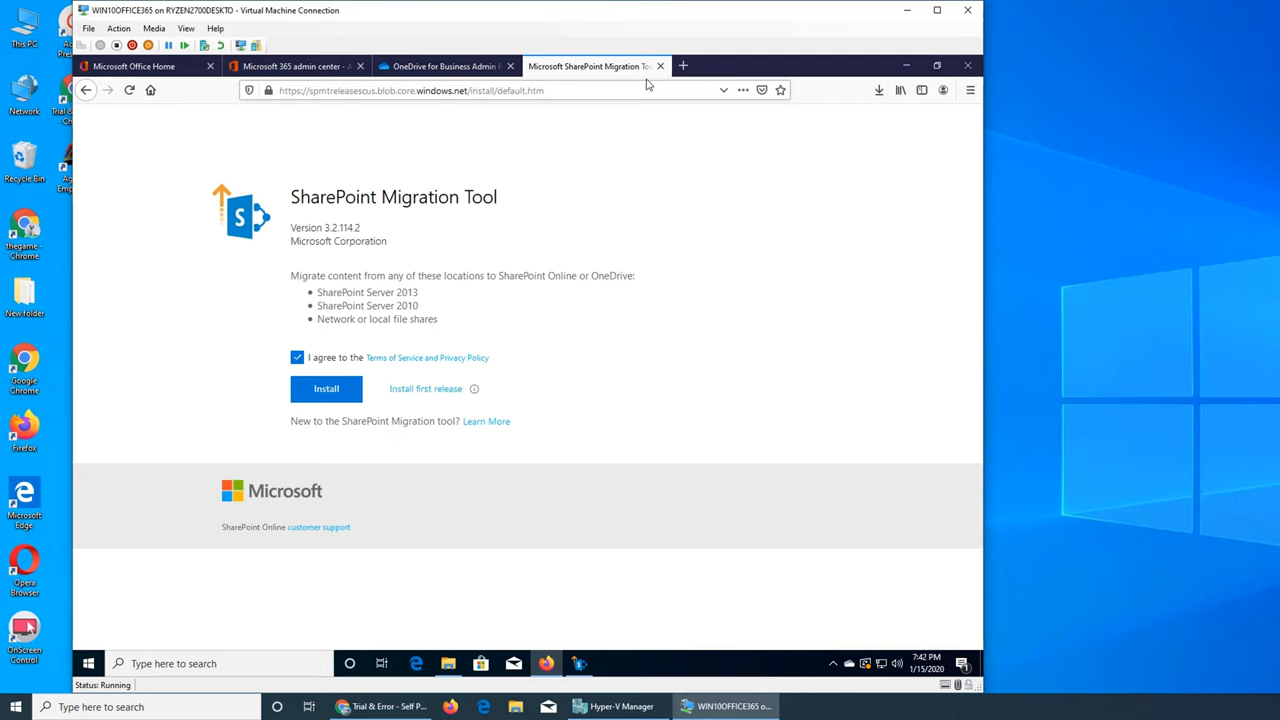 WIN10OFFICE365 on RYZEN2700DESKTO - Virtual Machine Connection
File Action Media View Help
Microsoft Office Home
Microsoft 365 admin center - A
OneDrive for Business Admin P
Microsoft SharePoint Migration Too
https://spmtreleasescus.blob.core.windows.net/install/default.htm
SharePoint Migration Tool
Version 3.2.114.2
Microsoft Corporation
Migrate content from any of these locations to SharePoint Online or OneDrive:
SharePoint Server 2013
SharePoint Server 2010
Network or local file shares
I agree to the Terms of Service and Privacy Policy
Install
Install first release
New to the SharePoint Migration tool? Learn More
Microsoft
SharePoint Online customer support
Type here to search
7:42 PM
1/15/2020
1
Status: Running
This PC
Network
Trial &
- Ch
Recycle Bin
thegame -
Chrome
New folder
Google
Chrome
Firefox
Microsoft
Edge
Opera
Browser
OnScreen
Control
Type here to search
Trial & Error - Self P...
Hyper-V Manager
WIN10OFFICE365 o...